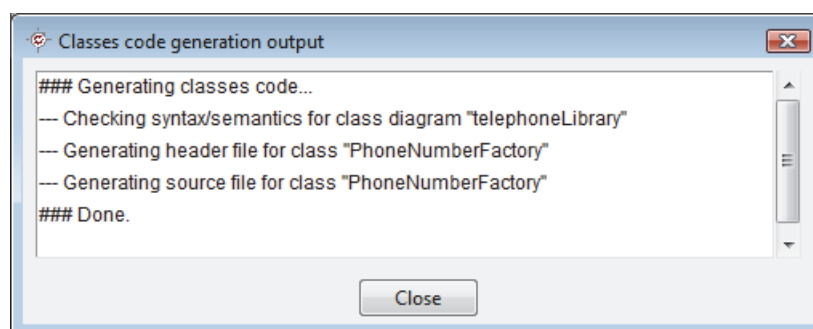 Classes code generation output
### Generating classes code...
--- Checking syntax/semantics for class diagram "telephoneLibrary"
--- Generating header file for class "PhoneNumberFactory"
--- Generating source file for class "PhoneNumberFactory"
### Done.
Close